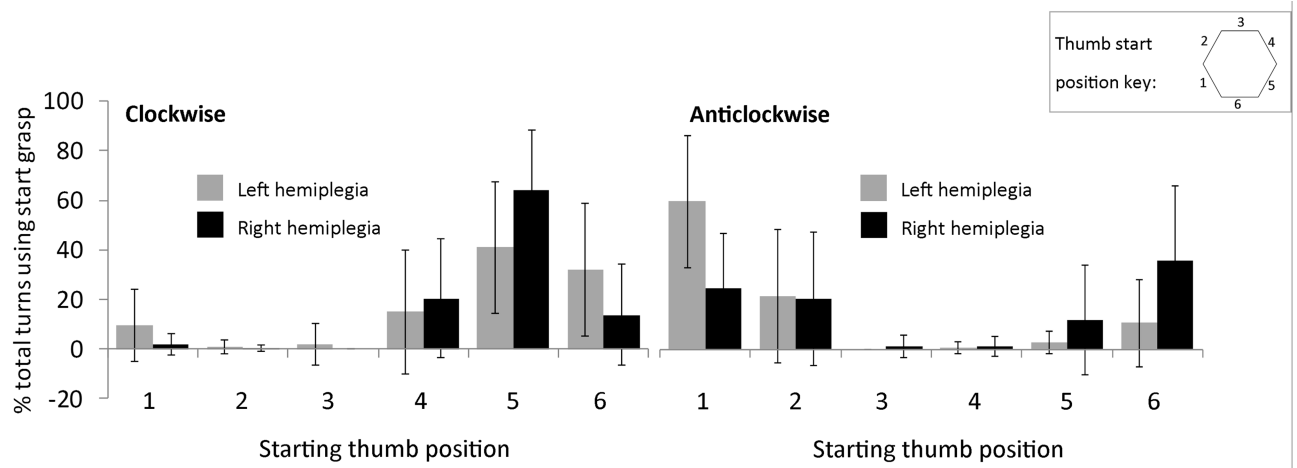 3
Thumb start
2
4
position key:
1
5
6
% total turns using start grasp
100
80
60
40
20
0
-20
Clockwise
Left hemiplegia
Right hemiplegia
1 2 3 4 5 6
Starting thumb position
Anticlockwise
Left hemiplegia
Right hemiplegia
1 2 3 4 5 6
Starting thumb position